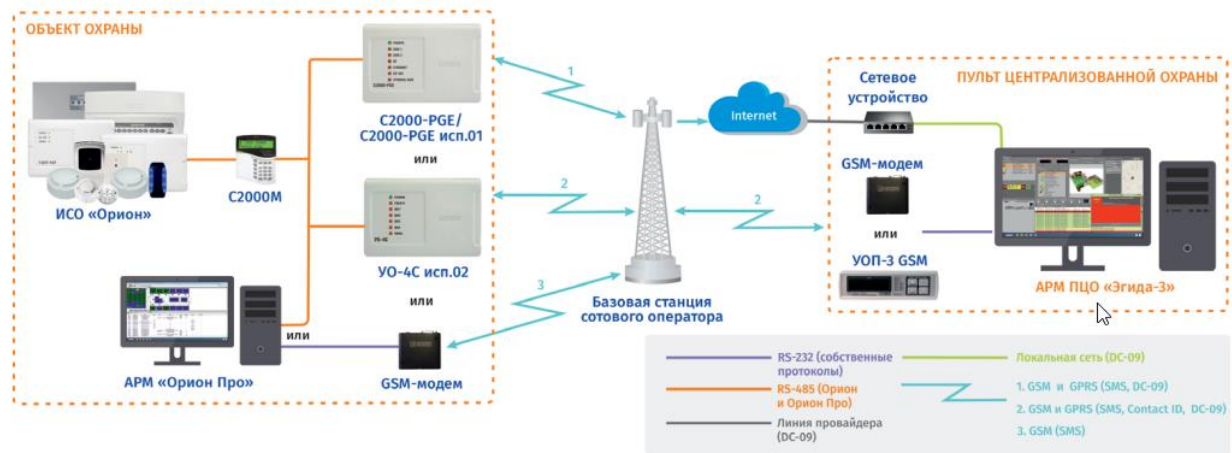 ОБЪЕКТ ОХРАНЫ
ИСО «Орион»
С2000М
С2000-PGE/
С2000-PGE исп.01
или
УО-4С исп.02
или
GSM-модем
АРМ «Орион Про»
или
1
2
3
Базовая станция
сотового оператора
2
Internet
Сетевое
устройство
ПУЛЬТ ЦЕНТРАЛИЗОВАННОЙ ОХРАНЫ
GSM-модем
или
УОП-3 GSM
АРМ ПЦО «Эгида-3»
RS-232 (собственные
протоколы)
RS-485 (Орион
и Орион Про)
Линия провайдера
(DC-09)
Локальная сеть (DC-09)
1. GSM и GPRS (SMS, DC-09)
2. GSM и GPRS (SMS, Contact ID, DC-09)
3. GSM (SMS)